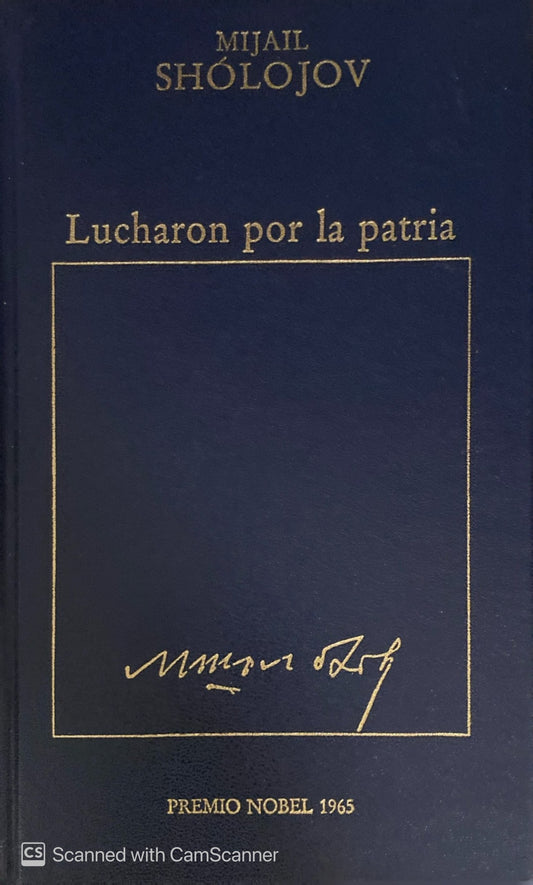 MIJAIL
SHÓLOJOV
Lucharon por la patria
PREMIO NOBEL 1965
CS Scanned with CamScanner